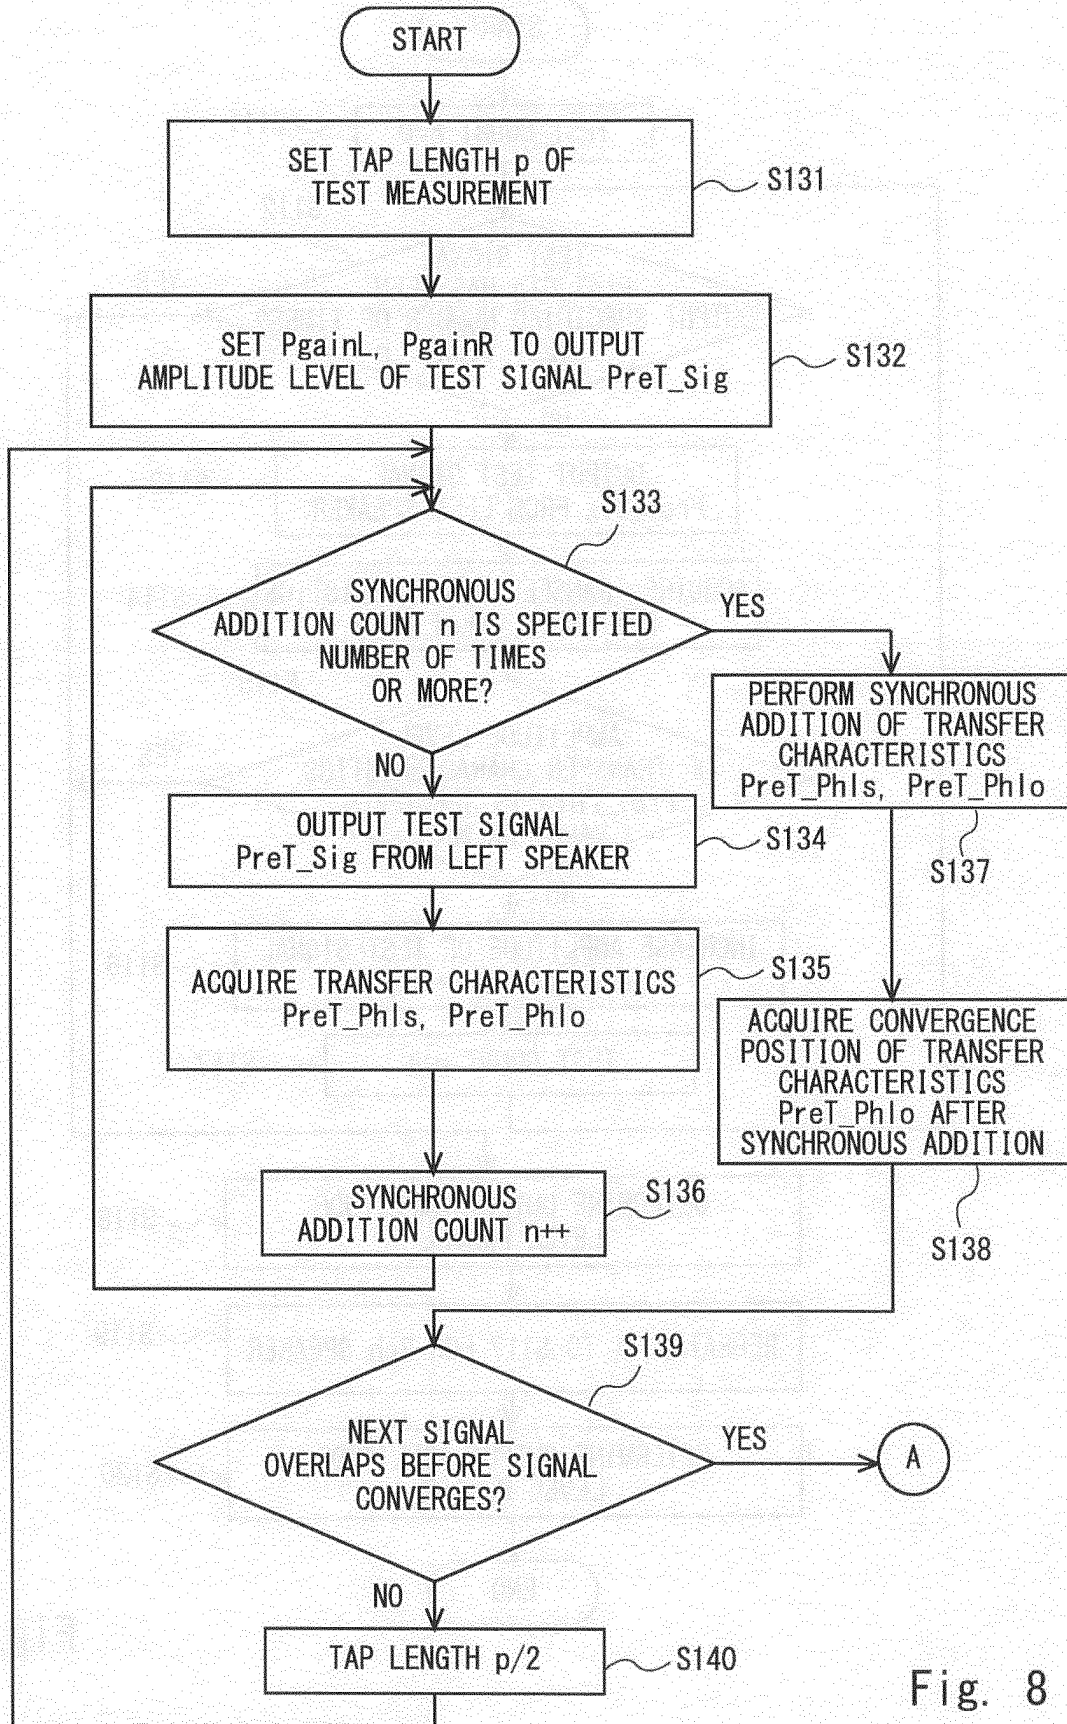 START
SET TAP LENGTH p OF
TEST MEASUREMENT
S131
SET PgainL, PgainR TO OUTPUT
AMPLITUDE LEVEL OF TEST SIGNAL PreT_Sig
S132
S133
SYNCHRONOUS
ADDITION COUNT n IS SPECIFIED
NUMBER OF TIMES
OR MORE?
YES
NO
PERFORM SYNCHRONOUS
ADDITION OF TRANSFER
CHARACTERISTICS
PreT_Phls, PreT_Phlo
S137
OUTPUT TEST SIGNAL
PreT_Sig FROM LEFT SPEAKER
S134
ACQUIRE TRANSFER CHARACTERISTICS
PreT_Phls, PreT_Phlo
S135
ACQUIRE CONVERGENCE
POSITION OF TRANSFER
CHARACTERISTICS
PreT_Phlo AFTER
SYNCHRONOUS ADDITION
S138
SYNCHRONOUS
ADDITION COUNT n++
S136
S139
NEXT SIGNAL
OVERLAPS BEFORE SIGNAL
CONVERGES?
YES
A
NO
TAP LENGTH p/2
S140
Fig. 8